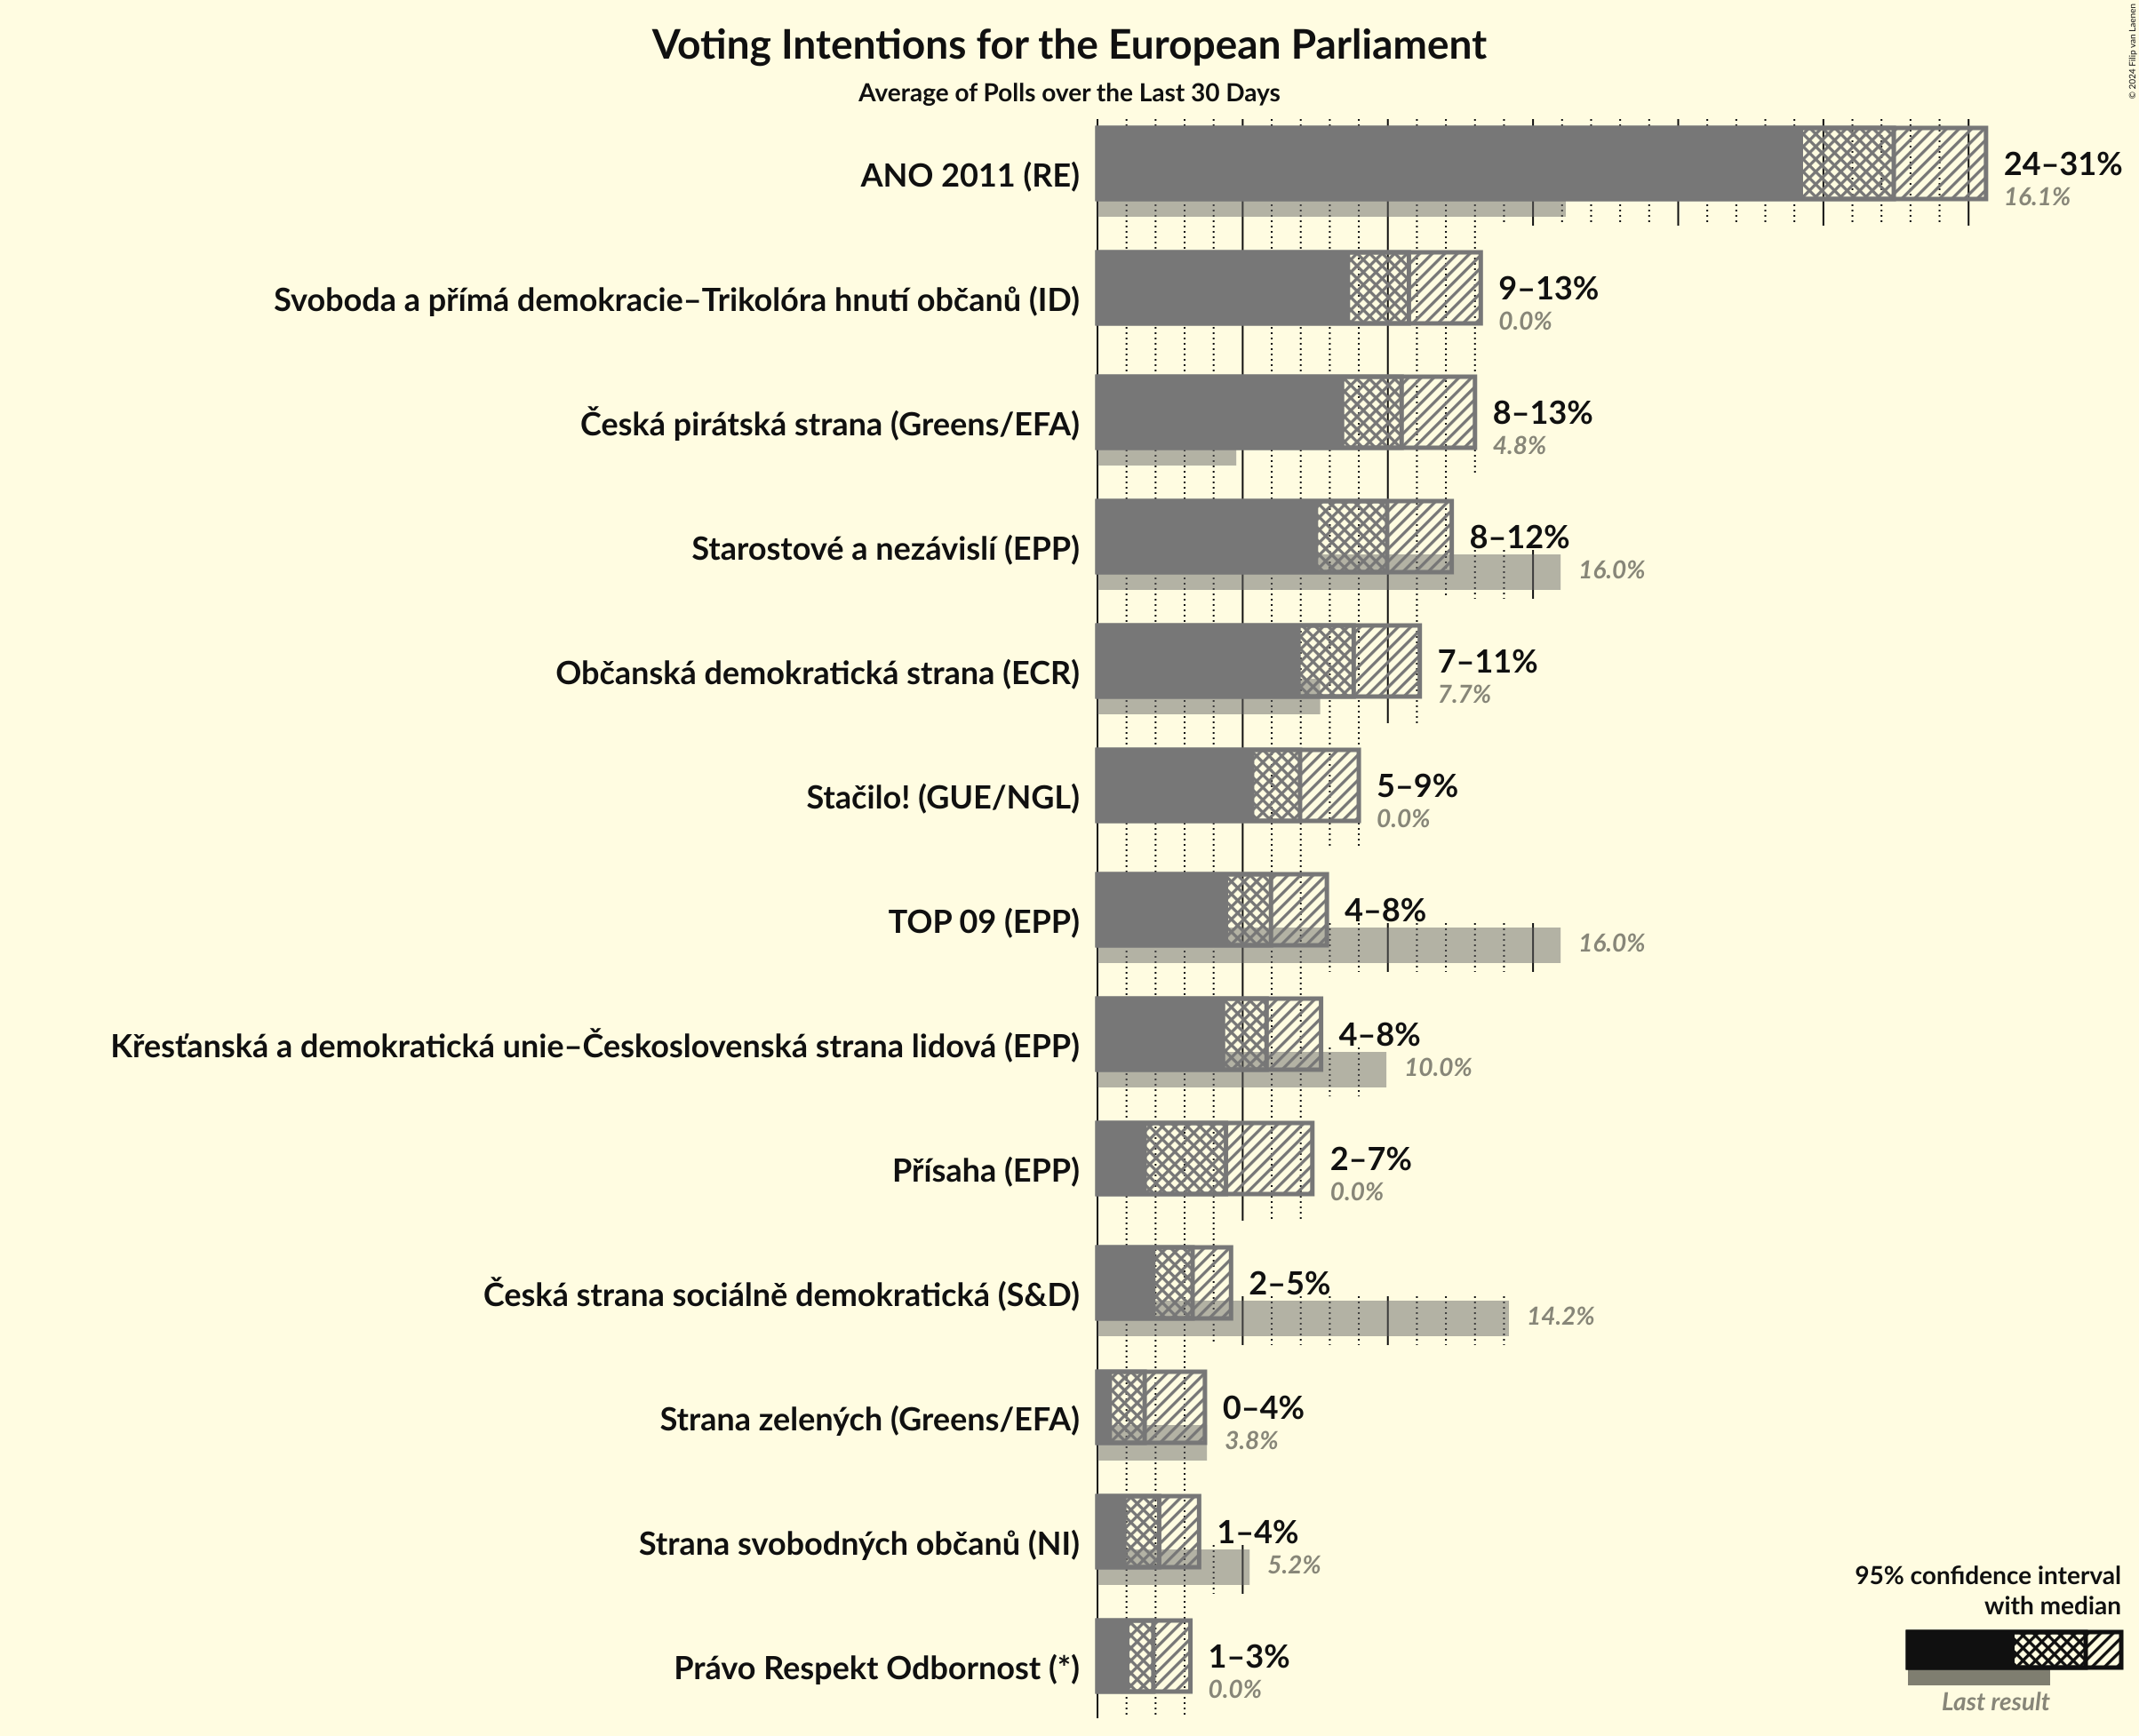 Voting Intentions for the European Parliament
Average of Polls over the Last 30 Days
© 2024 Filip van Laenen
ANO 2011 (RE)
24–31%
16.1%
Svoboda a přímá demokracie–Trikolóra hnutí občanů (ID)
9–13%
0.0%
Česká pirátská strana (Greens/EFA)
8–13%
4.8%
Starostové a nezávislí (EPP)
8–12%
16.0%
Občanská demokratická strana (ECR)
7–11%
7.7%
Stačilo! (GUE/NGL)
5–9%
0.0%
TOP 09 (EPP)
4–8%
16.0%
Křesťanská a demokratická unie–Československá strana lidová (EPP)
4–8%
10.0%
Přísaha (EPP)
2–7%
0.0%
Česká strana sociálně demokratická (S&D)
2–5%
14.2%
Strana zelených (Greens/EFA)
0–4%
3.8%
Strana svobodných občanů (NI)
1–4%
5.2%
Právo Respekt Odbornost (*)
1–3%
0.0%
95% confidence interval
with median
Last result